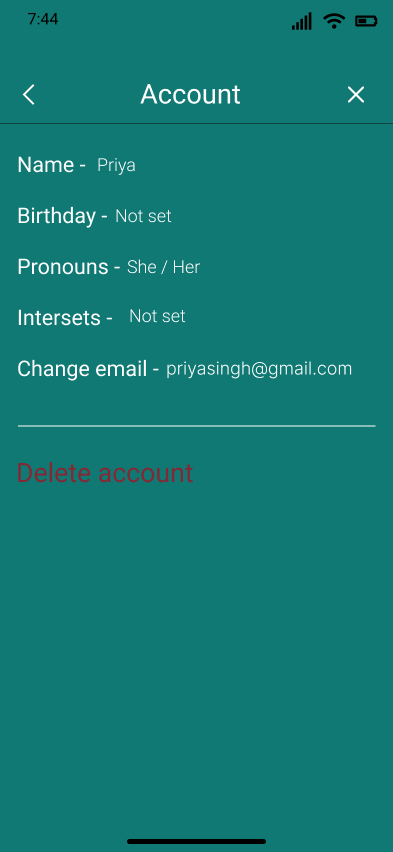 7:44
Account
Name - Priya
Birthday - Not set
Pronouns - She / Her
Intersets - Not set
Change email - priyasingh@gmail.com
Delete account